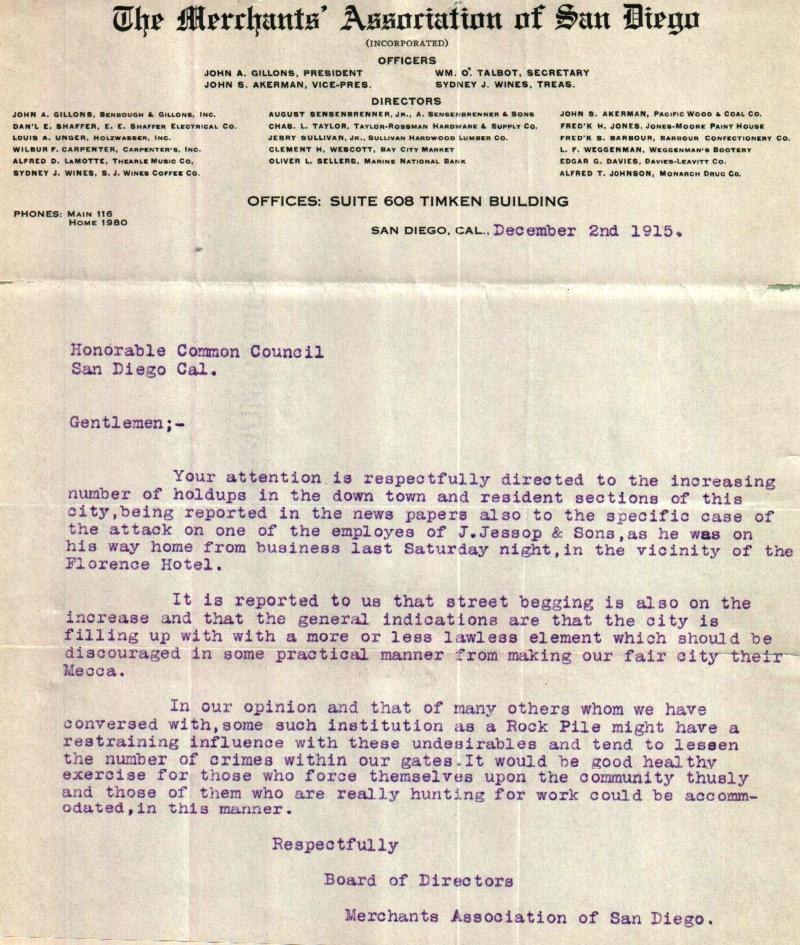 The Merchants' Association of San Diego
(INCORPORATED)
OFFICERS
JOHN A. GILLONS, PRESIDENT WM. O. TALBOT, SECRETARY
JOHN S. AKERMAN, VICE-PRES. SYDNEY J. WINES, TREAS.
DIRECTORS
JOHN A. GILLONS, BENBOUGH & GILLONS, INC.
DAN'L E. SHAFFER, E. E. SHAFFER ELECTRICAL CO.
LOUIS A. UNGER, HOLZWASSER, INC.
WILBUR F. CARPENTER, CARPENTER'S, INC.
ALFRED D. LAMOTTE, THEARLE MUSIC CO.
SYDNEY J. WINES, S. J. WINES COFFEE CO.
AUGUST SENSENBRENNER, JR., A. SENSENBRENNER & SONS
CHAS. L. TAYLOR, TAYLOR-ROSSMAN HARDWARE & SUPPLY CO.
JERRY SULLIVAN, JR., SULLIVAN HARDWOOD LUMBER CO.
CLEMENT H, WESCOTT, BAY CITY MARKET
OLIVER L. SELLERS, MARINE NATIONAL BANK
JOHN S. AKERMAN, PACIFIC WOOD & COAL CO.
FRED'K H. JONES, JONES-MOORE PAINT HOUSE
FRED'K S. BARBOUR, BARBOUR CONFECTIONERY CO.
L. F. WEGGENMAN, WEGGENMAN'S BOOTERY
EDGAR G. DAVIES, DAVIES-LEAVITT CO.
ALFRED T. JOHNSON, MONARCH DRUG CO.
OFFICES: SUITE 608 TIMKEN BUILDING
PHONES: MAIN 116
HOME 1980
SAN DIEGO, CAL., December 2nd 1915.
Honorable Common Council
San Diego Cal.
Gentlemen;-
Your attention is respectfully directed to the increasing
number of holdups in the down town and resident sections of this
city,being reported in the news papers also to the specific case of
the attack on one of the employes of J.Jessop & Sons,as he was on
his way home from business last Saturday night,in the vicinity of the
Florence Hotel.
It is reported to us that street begging is also on the
increase and that the general indications are that the city is
filling up with with a more or less lawless element which should be
discouraged in some practical manner from making our fair city their
Mecca.
In our opinion and that of many others whom we have
conversed with,some such institution as a Rock Pile might have a
restraining influence with these undesirables and tend to lessen
the number of crimes within our gates.It would be good healthy
exercise for those who force themselves upon the community thusly
and those of them who are really hunting for work could be accomm-
odated,in this manner.
Respectfully
Board of Directors
Merchants Association of San Diego.